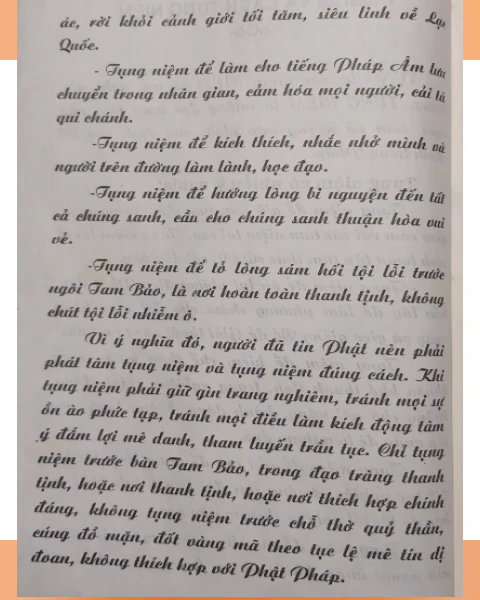 ác, rời khỏi cảnh giới tối tăm, siêu linh về Lạc
Quốc.
- Tụng niệm để làm cho tiếng Pháp Âm lưu
chuyển trong nhân gian, cảm hóa mọi người, cải tà
qui chánh.
-Tụng niệm để kích thích, nhắc nhở mình và
người trên đường làm lành, học đạo.
-Tụng niệm để hướng lòng bi nguyện đến tất
cả chúng sanh, cầu cho chúng sanh thuận hòa vui
vẻ.
-Tụng niệm để tỏ lòng sám hối tội lỗi trước
ngôi Tam Bảo, là nơi hoàn toàn thanh tịnh, không
chút tội lỗi nhiễm ô.
Vì ý nghĩa đó, người đã tin Phật nên phải
phát tâm tụng niệm và tụng niệm đúng cách. Khi
tụng niệm phải giữ gìn trang nghiêm, tránh mọi sự
ồn ào phức tạp, tránh mọi điều làm kích động tâm
ý đắm lợi mê danh, tham luyến trần tục. Chỉ tụng
niệm trước bàn Tam Bảo, trong đạo tràng thanh
tịnh, hoặc nơi thanh tịnh, hoặc nơi thích hợp chính
đáng, không tụng niệm trước chỗ thờ quỷ thần,
cúng đồ mặn, đốt vàng mã theo tục lệ mê tín dị
đoan, không thích hợp với Phật Pháp.